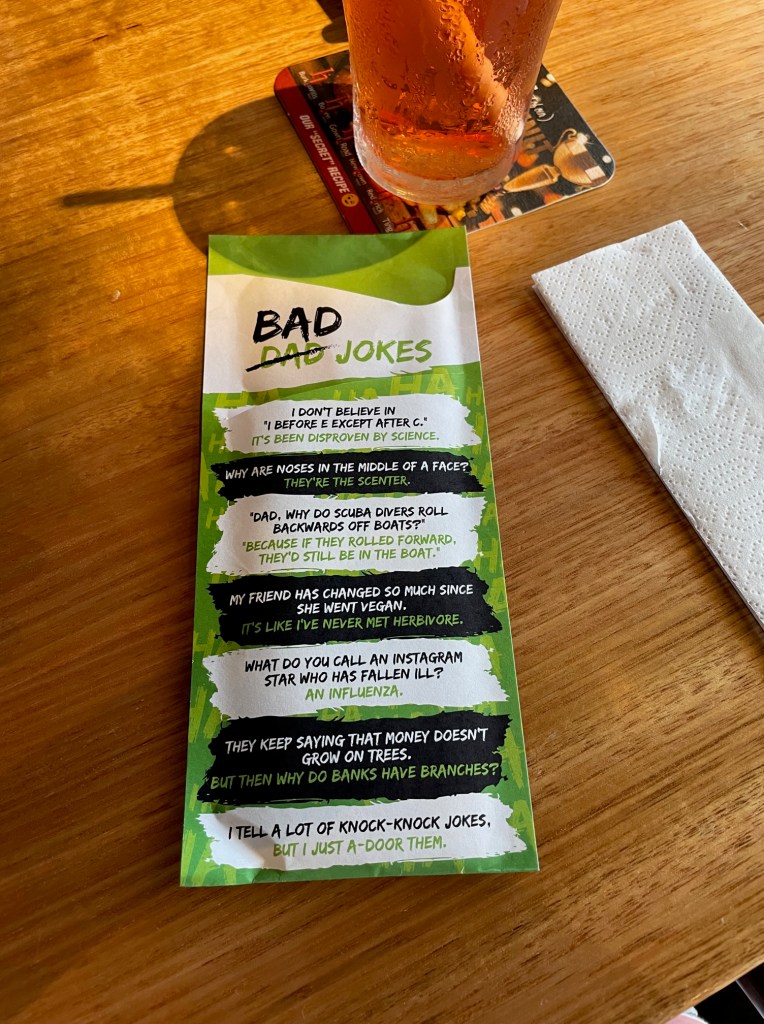 OUR "SECRET" RECIPE
BAD
DAD JOKES
HA
I DON'T BELIEVE IN
"I BEFORE E EXCEPT AFTER C."
IT'S BEEN DISPROVEN BY SCIENCE.
WHY ARE NOSES IN THE MIDDLE OF A FACE?
THEY'RE THE SCENTER.
"DAD, WHY DO SCUBA DIVERS ROLL
BACKWARDS OFF BOATS?"
"BECAUSE IF THEY ROLLED FORWARD,
THEY'D STILL BE IN THE BOAT."
MY FRIEND HAS CHANGED SO MUCH SINCE
SHE WENT VEGAN.
IT'S LIKE I'VE NEVER MET HERBIVORE.
WHAT DO YOU CALL AN INSTAGRAM
STAR WHO HAS FALLEN ILL?
AN INFLUENZA.
THEY KEEP SAYING THAT MONEY DOESN'T
GROW ON TREES.
BUT THEN WHY DO BANKS HAVE BRANCHES?
I TELL A LOT OF KNOCK-KNOCK JOKES,
BUT I JUST A-DOOR THEM.